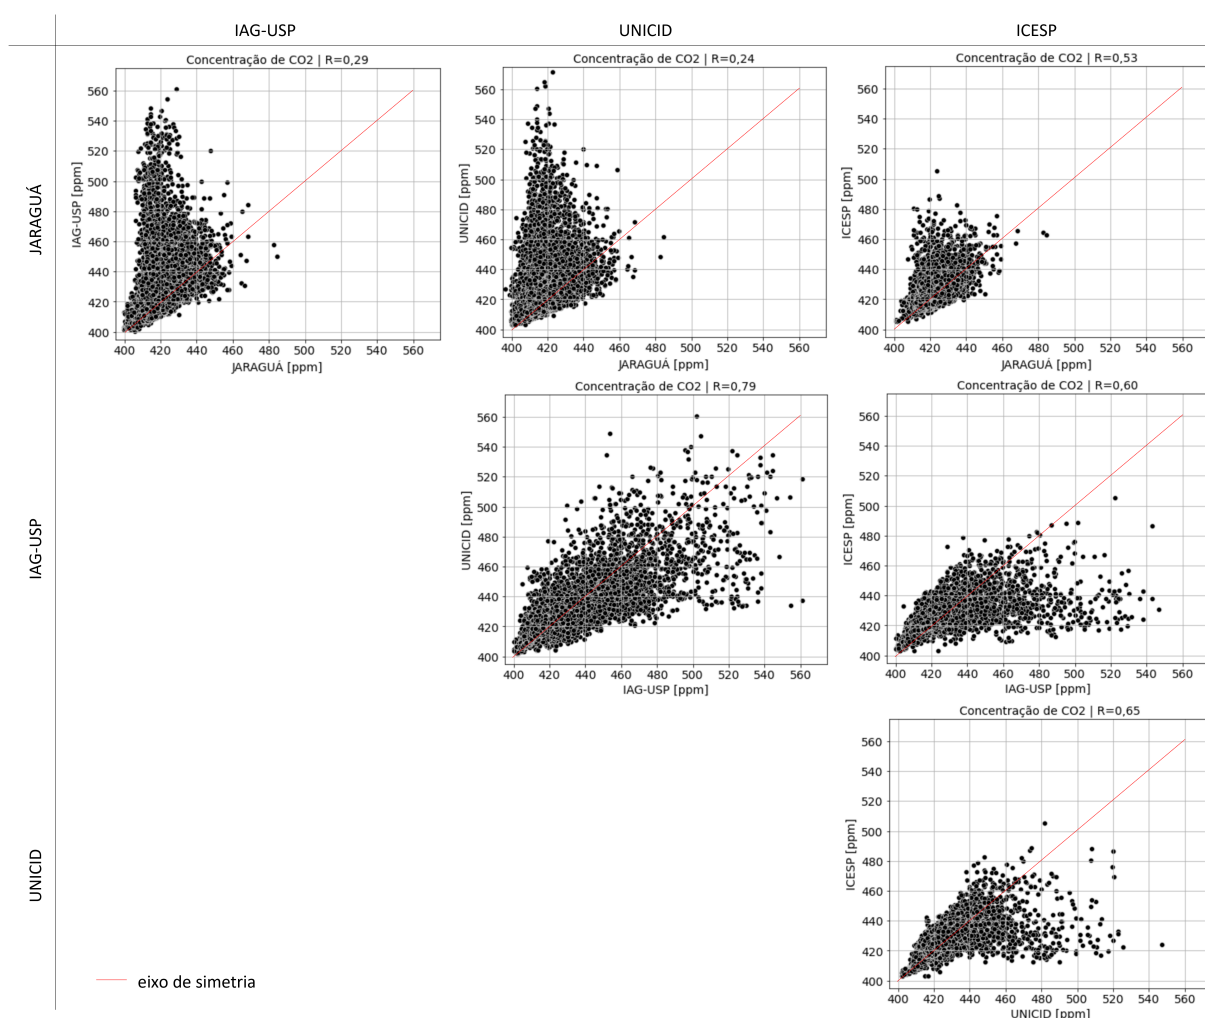 IAG-USP UNICID ICESP
JARAGUÁ
Concentração de CO2 | R=0,29
IAG-USP [ppm]
560
540
520
500
480
460
440
420
400
400 420 440 460 480 500 520 540 560
JARAGUÁ [ppm]
Concentração de CO2 | R=0,24
UNICID [ppm]
560
540
520
500
480
460
440
420
400
400 420 440 460 480 500 520 540 560
JARAGUÁ [ppm]
Concentração de CO2 | R=0,53
ICESP [ppm]
560
540
520
500
480
460
440
420
400
400 420 440 460 480 500 520 540 560
JARAGUÁ [ppm]
IAG-USP
Concentração de CO2 | R=0,79
UNICID [ppm]
560
540
520
500
480
460
440
420
400
400 420 440 460 480 500 520 540 560
IAG-USP [ppm]
Concentração de CO2 | R=0,60
ICESP [ppm]
560
540
520
500
480
460
440
420
400
400 420 440 460 480 500 520 540 560
IAG-USP [ppm]
UNICID
Concentração de CO2 | R=0,65
ICESP [ppm]
560
540
520
500
480
460
440
420
400
400 420 440 460 480 500 520 540 560
UNICID [ppm]
eixo de simetria